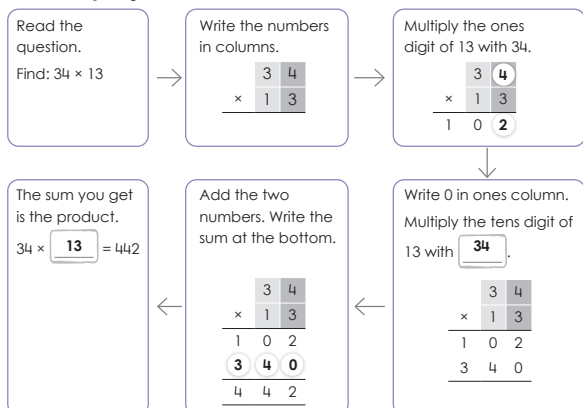 Read the
question.
Find: 34 × 13
Write the numbers
in columns.
3 4
× 1 3
Multiply the ones
digit of 13 with 34.
3 4
× 1 3
1 0 2
Write 0 in ones column.
Multiply the tens digit of
13 with 34.
3 4
× 1 3
1 0 2
3 4 0
Add the two
numbers. Write the
sum at the bottom.
3 4
× 1 3
1 0 2
3 4 0
4 4 2
The sum you get
is the product.
34 × 13 = 442